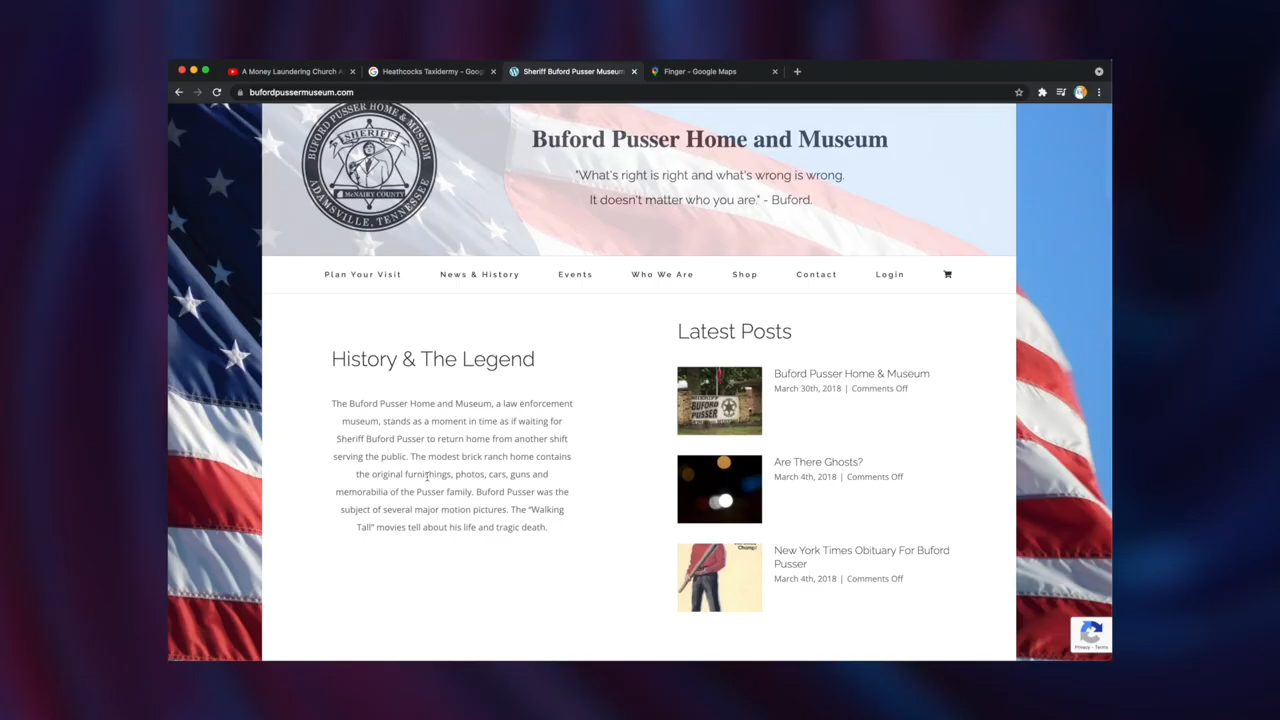 A Money Laundering Church A
Heathcocks Taxidermy - Goog
Sheriff Buford Pusser Museum
Finger - Google Maps
bufordpussermuseum.com
BUFORD PUSSER HOME & MUSEUM
SHERIFF
McNAIRY COUNTY
ADAMSVILLE, TENNESSEE
Buford Pusser Home and Museum
"What's right is right and what's wrong is wrong.
It doesn't matter who you are." - Buford.
Plan Your Visit News & History Events Who We Are Shop Contact Login
History & The Legend
The Buford Pusser Home and Museum, a law enforcement
museum, stands as a moment in time as if waiting for
Sheriff Buford Pusser to return home from another shift
serving the public. The modest brick ranch home contains
the original furnishings, photos, cars, guns and
memorabilia of the Pusser family. Buford Pusser was the
subject of several major motion pictures. The "Walking
Tall" movies tell about his life and tragic death.
Latest Posts
BUFORD
PUSSER
Buford Pusser Home & Museum
March 30th, 2018 | Comments Off
Are There Ghosts?
March 4th, 2018 | Comments Off
Chomp!
New York Times Obituary For Buford
Pusser
March 4th, 2018 | Comments Off
Privacy - Terms